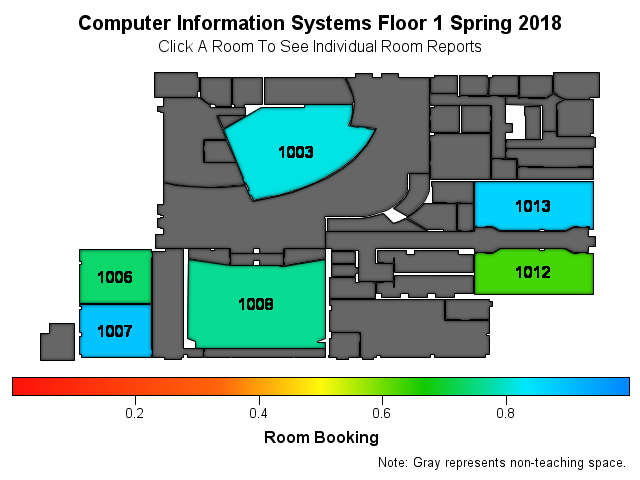 Computer Information Systems Floor 1 Spring 2018
Click A Room To See Individual Room Reports
1003
1013
1012
1006
1008
1007
0.2 0.4 0.6 0.8
Room Booking
Note: Gray represents non-teaching space.